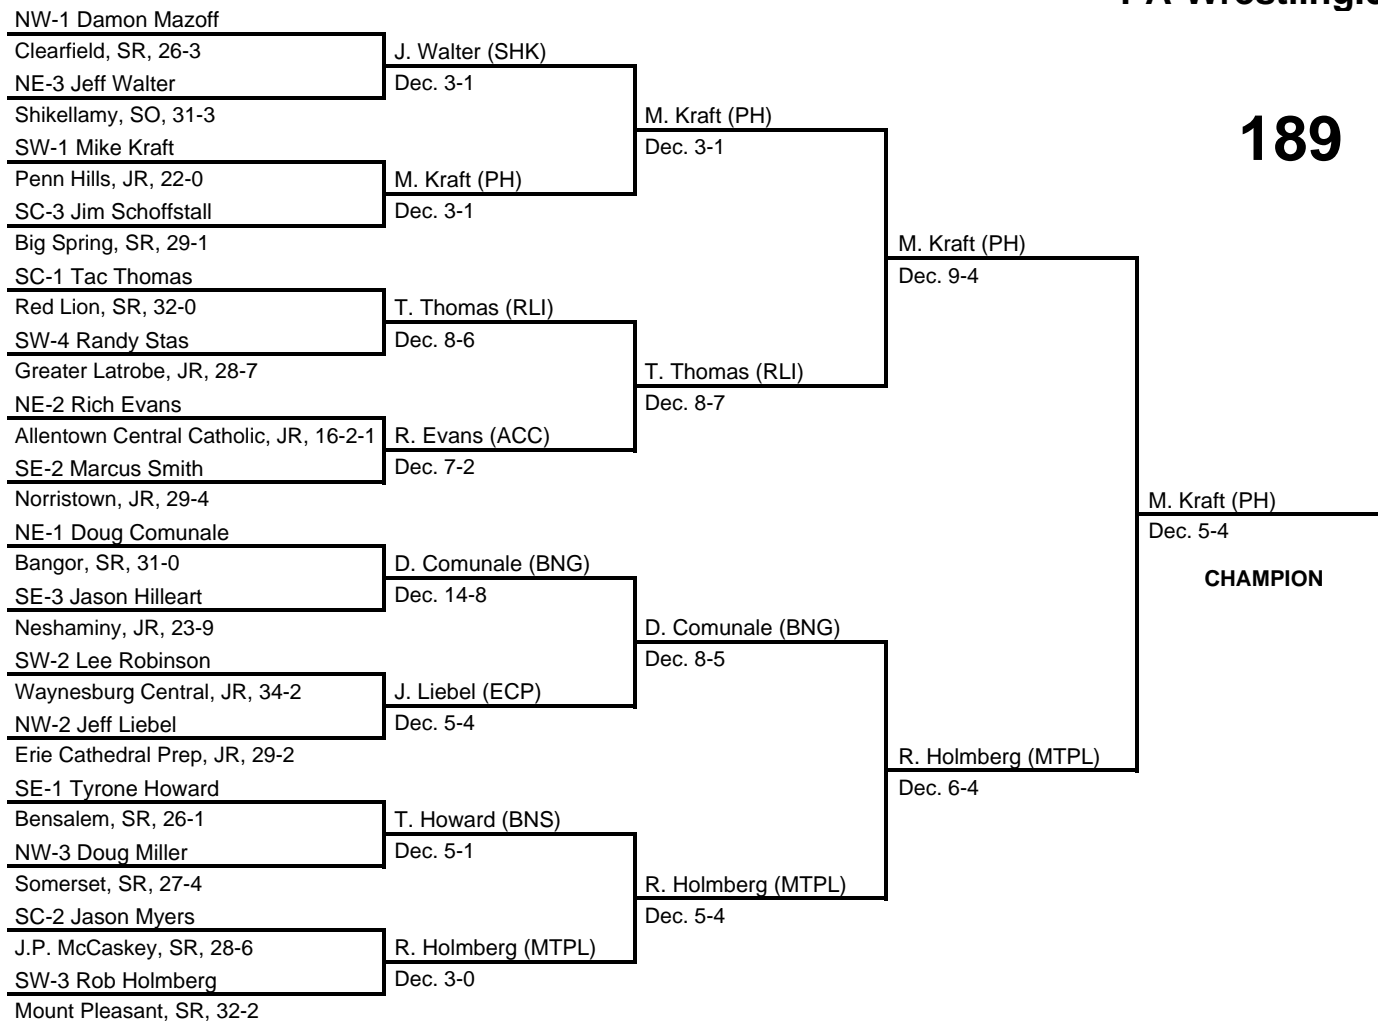 NW-1 Damon Mazoff
Clearfield, SR, 26-3
NE-3 Jeff Walter
Shikellamy, SO, 31-3
SW-1 Mike Kraft
Penn Hills, JR, 22-0
SC-3 Jim Schoffstall
Big Spring, SR, 29-1
SC-1 Tac Thomas
Red Lion, SR, 32-0
SW-4 Randy Stas
Greater Latrobe, JR, 28-7
NE-2 Rich Evans
Allentown Central Catholic, JR, 16-2-1
SE-2 Marcus Smith
Norristown, JR, 29-4
NE-1 Doug Comunale
Bangor, SR, 31-0
SE-3 Jason Hilleart
Neshaminy, JR, 23-9
SW-2 Lee Robinson
Waynesburg Central, JR, 34-2
NW-2 Jeff Liebel
Erie Cathedral Prep, JR, 29-2
SE-1 Tyrone Howard
Bensalem, SR, 26-1
NW-3 Doug Miller
Somerset, SR, 27-4
SC-2 Jason Myers
J.P. McCaskey, SR, 28-6
SW-3 Rob Holmberg
Mount Pleasant, SR, 32-2
J. Walter (SHK)
Dec. 3-1
M. Kraft (PH)
Dec. 3-1
T. Thomas (RLI)
Dec. 8-6
R. Evans (ACC)
Dec. 7-2
D. Comunale (BNG)
Dec. 14-8
J. Liebel (ECP)
Dec. 5-4
T. Howard (BNS)
Dec. 5-1
R. Holmberg (MTPL)
Dec. 3-0
M. Kraft (PH)
Dec. 3-1
T. Thomas (RLI)
Dec. 8-7
D. Comunale (BNG)
Dec. 8-5
R. Holmberg (MTPL)
Dec. 5-4
M. Kraft (PH)
Dec. 9-4
R. Holmberg (MTPL)
Dec. 6-4
189
M. Kraft (PH)
Dec. 5-4
CHAMPION